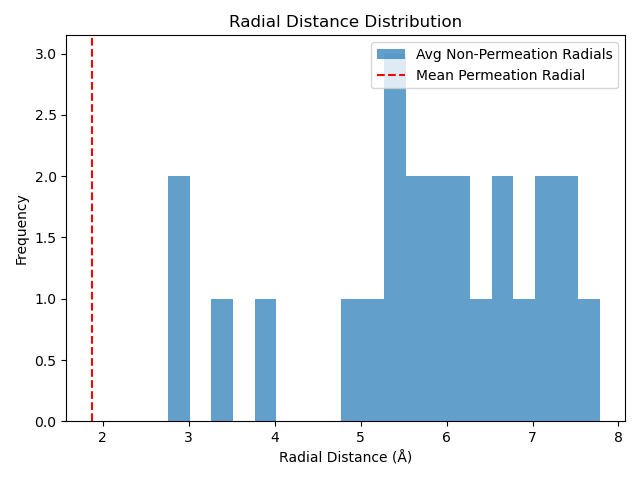 Radial Distance Distribution
Avg Non-Permeation Radials
Mean Permeation Radial
Frequency
3.0
2.5
2.0
1.5
1.0
0.5
0.0
2 3 4 5 6 7 8
Radial Distance (Å)